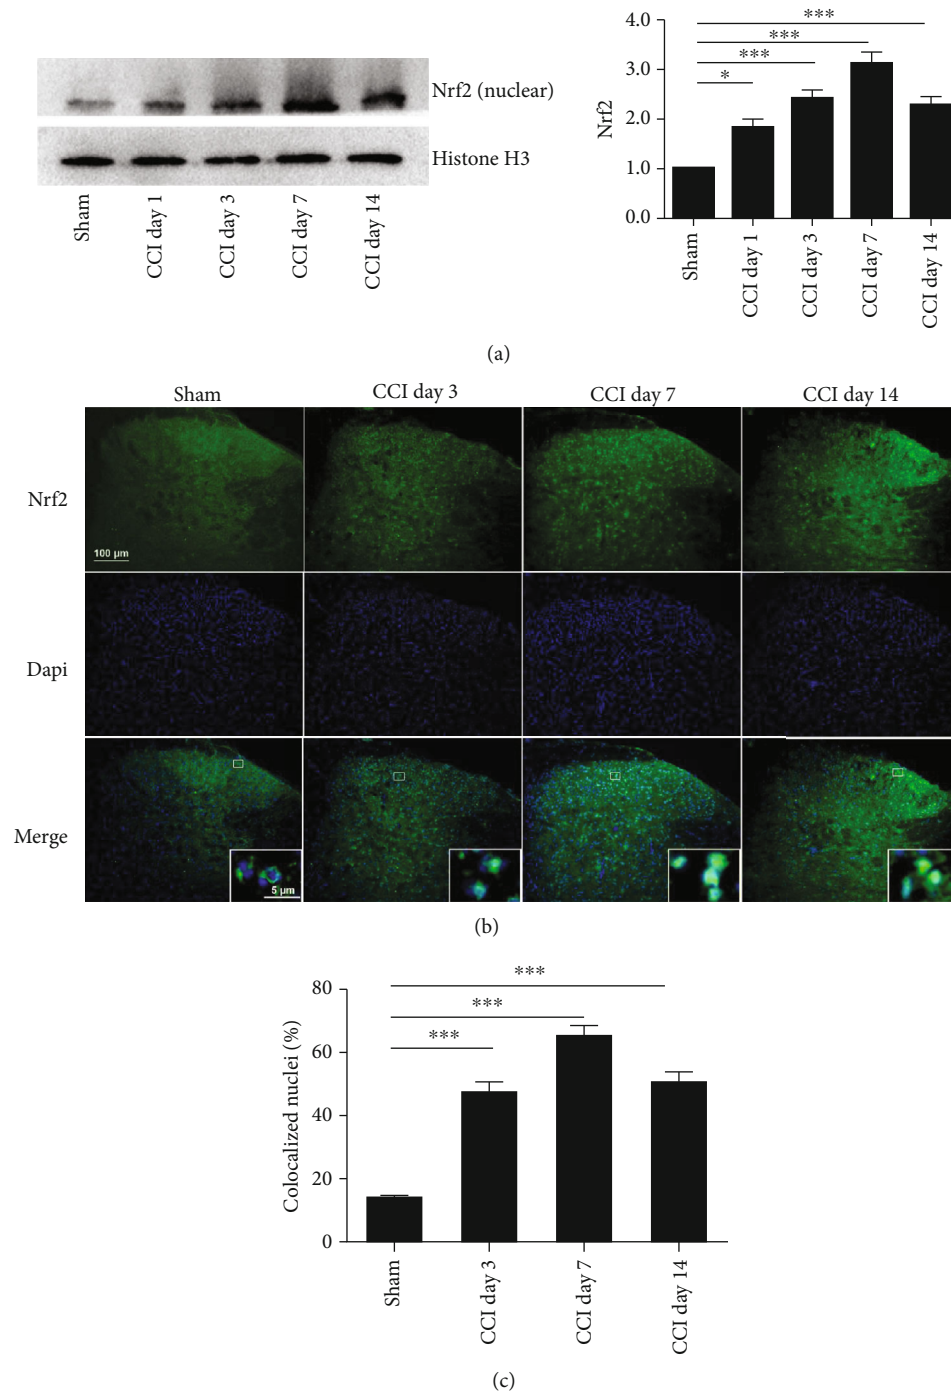 Nrf2 (nuclear)
Histone H3
Sham
CCI day 1
CCI day 3
CCI day 7
CCI day 14
Nrf2
4.0
3.0
2.0
1.0
0.0
***
***
***
*
Sham
CCI day 1
CCI day 3
CCI day 7
CCI day 14
(a)
Sham CCI day 3 CCI day 7 CCI day 14
Nrf2
100 µm
Dapi
Merge
5 µm
(b)
Colocalized nuclei (%)
80
60
40
20
0
***
***
***
Sham
CCI day 3
CCI day 7
CCI day 14
(c)